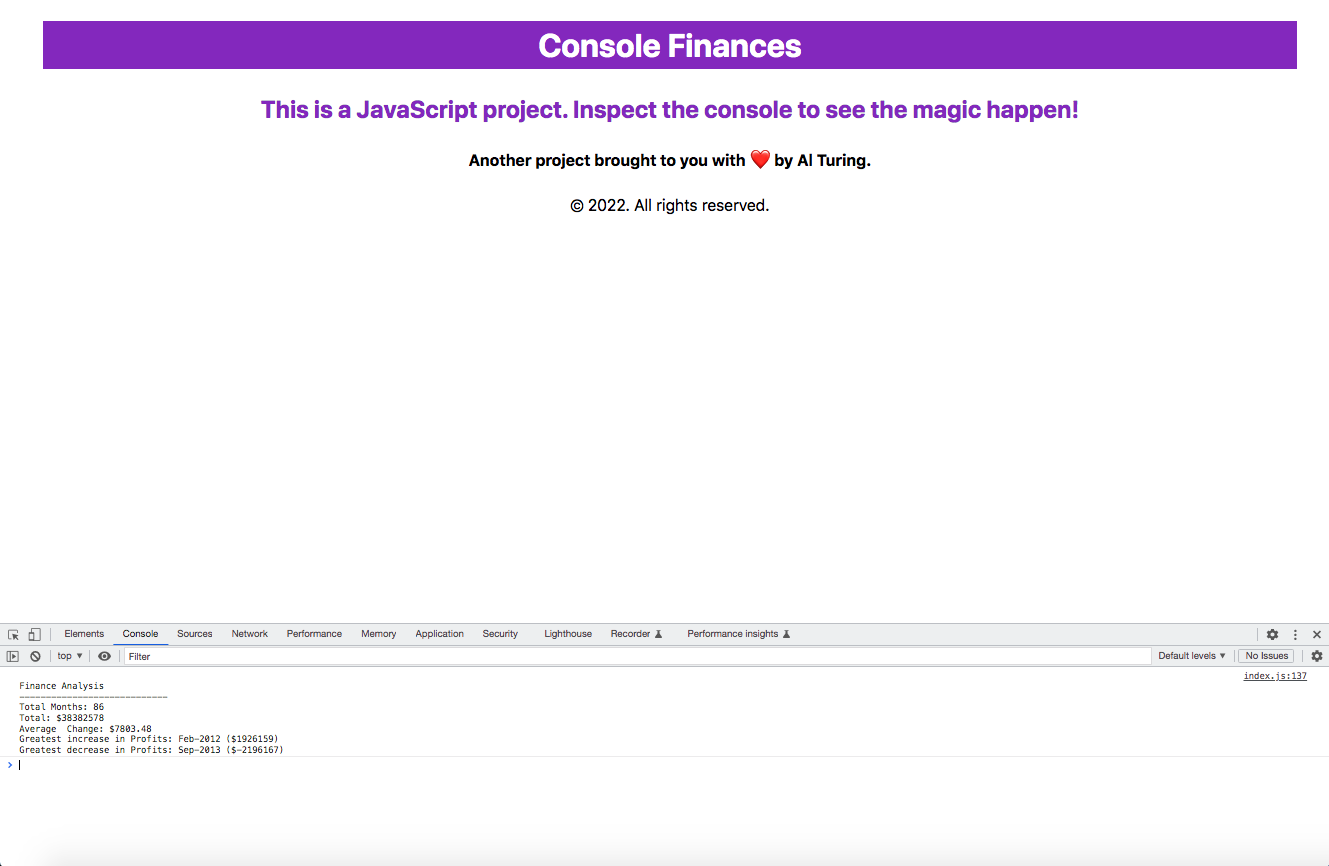 Console Finances
This is a JavaScript project. Inspect the console to see the magic happen!
Another project brought to you with ❤️ by Al Turing.
© 2022. All rights reserved.
Elements Console Sources Network Performance Memory Application Security Lighthouse Recorder Performance insights
top Filter Default levels No Issues
index.js:137
Finance Analysis
----------------------------
Total Months: 86
Total: $38382578
Average  Change: $7803.48
Greatest increase in Profits: Feb-2012 ($1926159)
Greatest decrease in Profits: Sep-2013 ($-2196167)